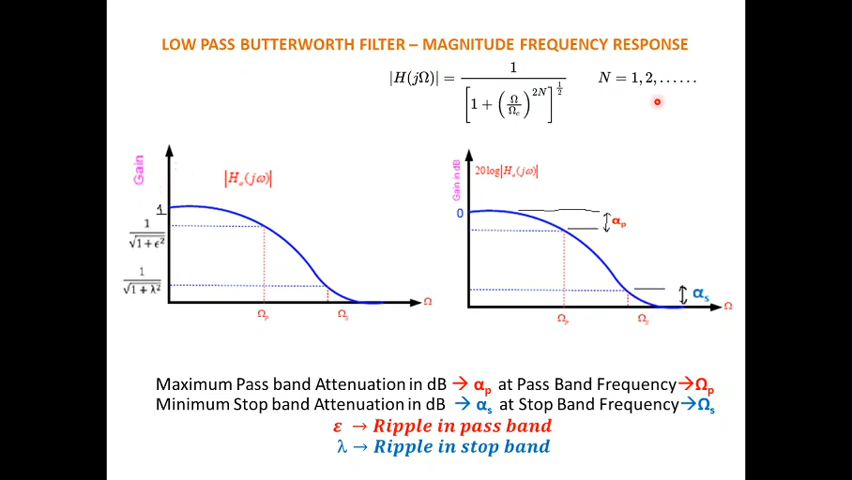 LOW PASS BUTTERWORTH FILTER – MAGNITUDE FREQUENCY RESPONSE
|H(jΩ)| = 1 / [1 + (Ω/Ωc)^2N]^1/2    N = 1, 2, . . . . . .
Gain
|Ha(jω)|
1
1/√1+ϵ²
1/√1+λ²
Ωp
Ωs
Ω
Gain in dB
20log|Ha(jω)|
0
αp
αs
Ωp
Ωs
Ω
Maximum Pass band Attenuation in dB → αp at Pass Band Frequency→Ωp
Minimum Stop band Attenuation in dB → αs at Stop Band Frequency→Ωs
ε → Ripple in pass band
λ → Ripple in stop band